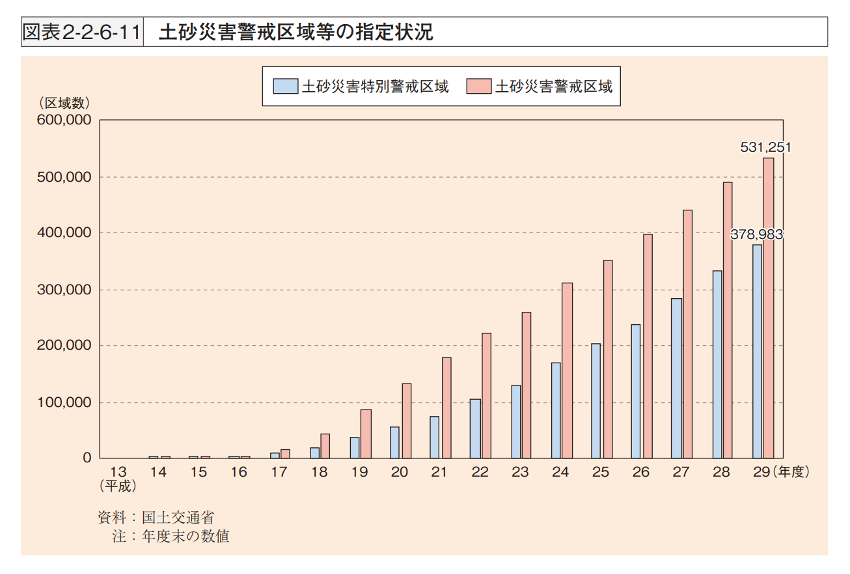 図表2-2-6-11 土砂災害警戒区域等の指定状況
土砂災害特別警戒区域 土砂災害警戒区域
（区域数）
600,000
500,000
400,000
300,000
200,000
100,000
0
531,251
378,983
13 14 15 16 17 18 19 20 21 22 23 24 25 26 27 28 29（年度）
（平成）
資料：国土交通省
注：年度末の数値